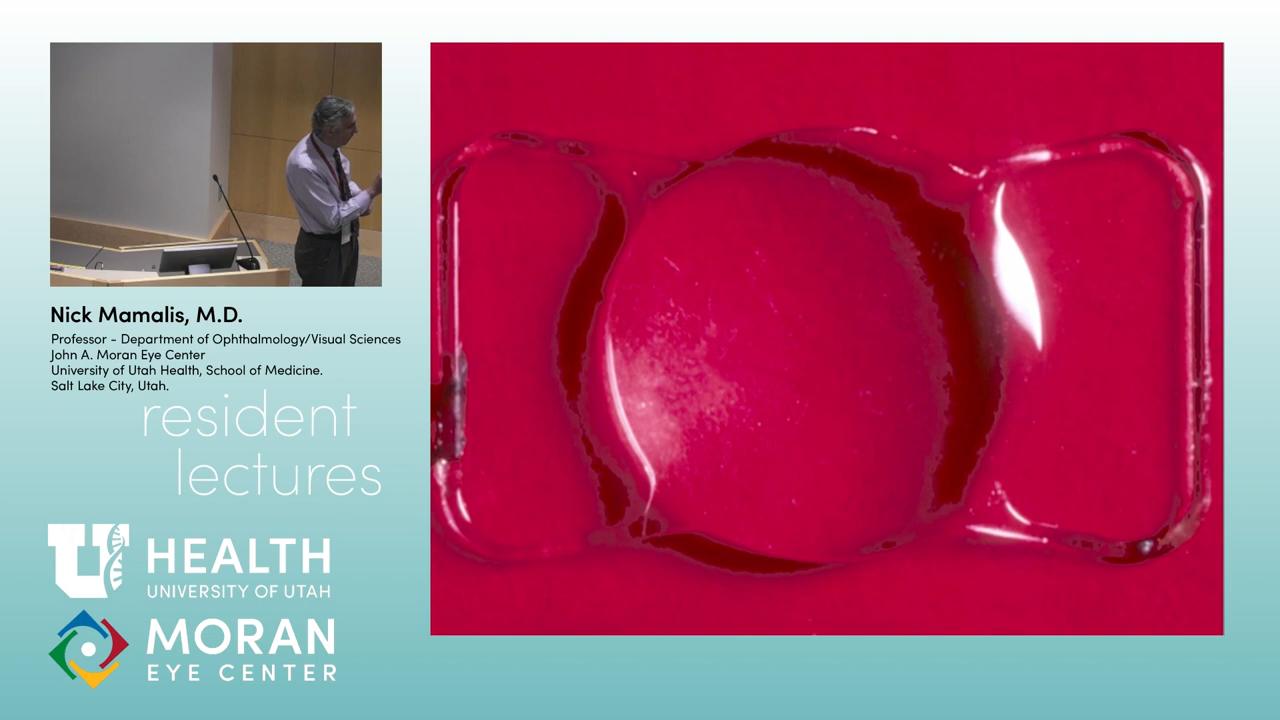 Nick Mamalis, M.D.
Professor - Department of Ophthalmology/Visual Sciences
John A. Moran Eye Center
University of Utah Health, School of Medicine.
Salt Lake City, Utah.
resident
lectures
U HEALTH
UNIVERSITY OF UTAH
MORAN
EYE CENTER